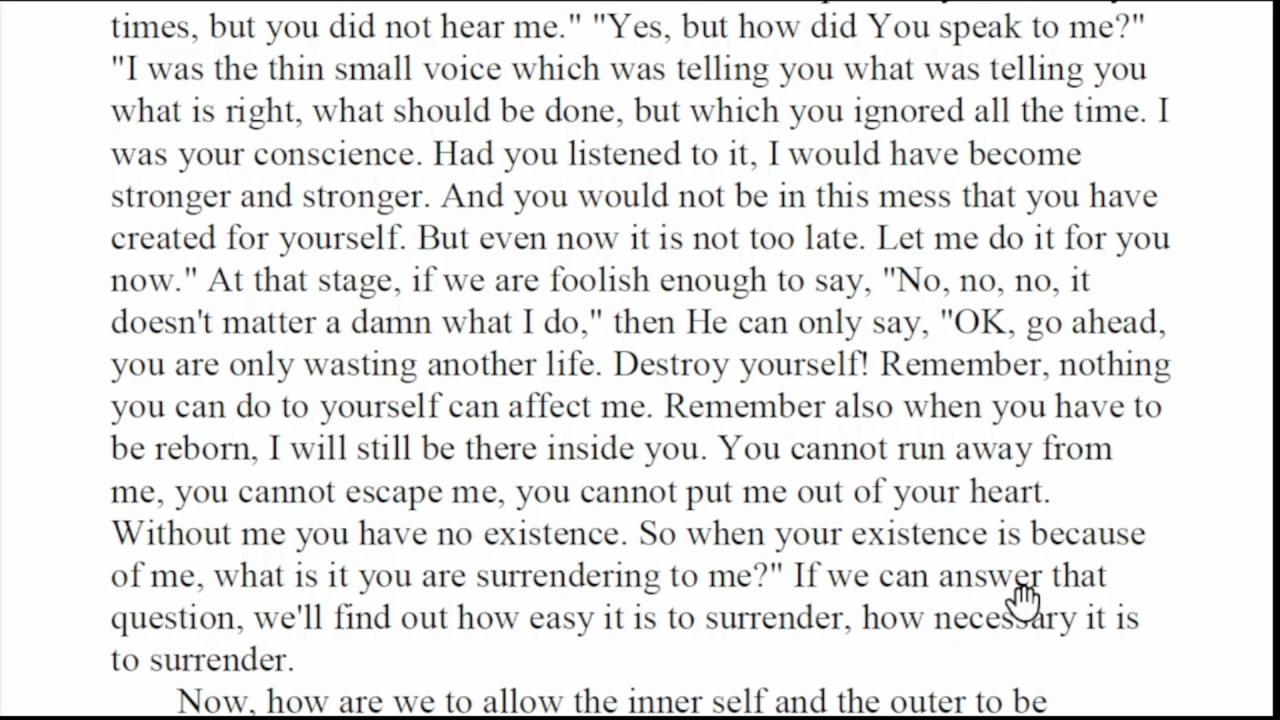 times, but you did not hear me." "Yes, but how did You speak to me?"
"I was the thin small voice which was telling you what was telling you
what is right, what should be done, but which you ignored all the time. I
was your conscience. Had you listened to it, I would have become
stronger and stronger. And you would not be in this mess that you have
created for yourself. But even now it is not too late. Let me do it for you
now." At that stage, if we are foolish enough to say, "No, no, no, it
doesn't matter a damn what I do," then He can only say, "OK, go ahead,
you are only wasting another life. Destroy yourself! Remember, nothing
you can do to yourself can affect me. Remember also when you have to
be reborn, I will still be there inside you. You cannot run away from
me, you cannot escape me, you cannot put me out of your heart.
Without me you have no existence. So when your existence is because
of me, what is it you are surrendering to me?" If we can answer that
question, we'll find out how easy it is to surrender, how necessary it is
to surrender.
Now, how are we to allow the inner self and the outer to be